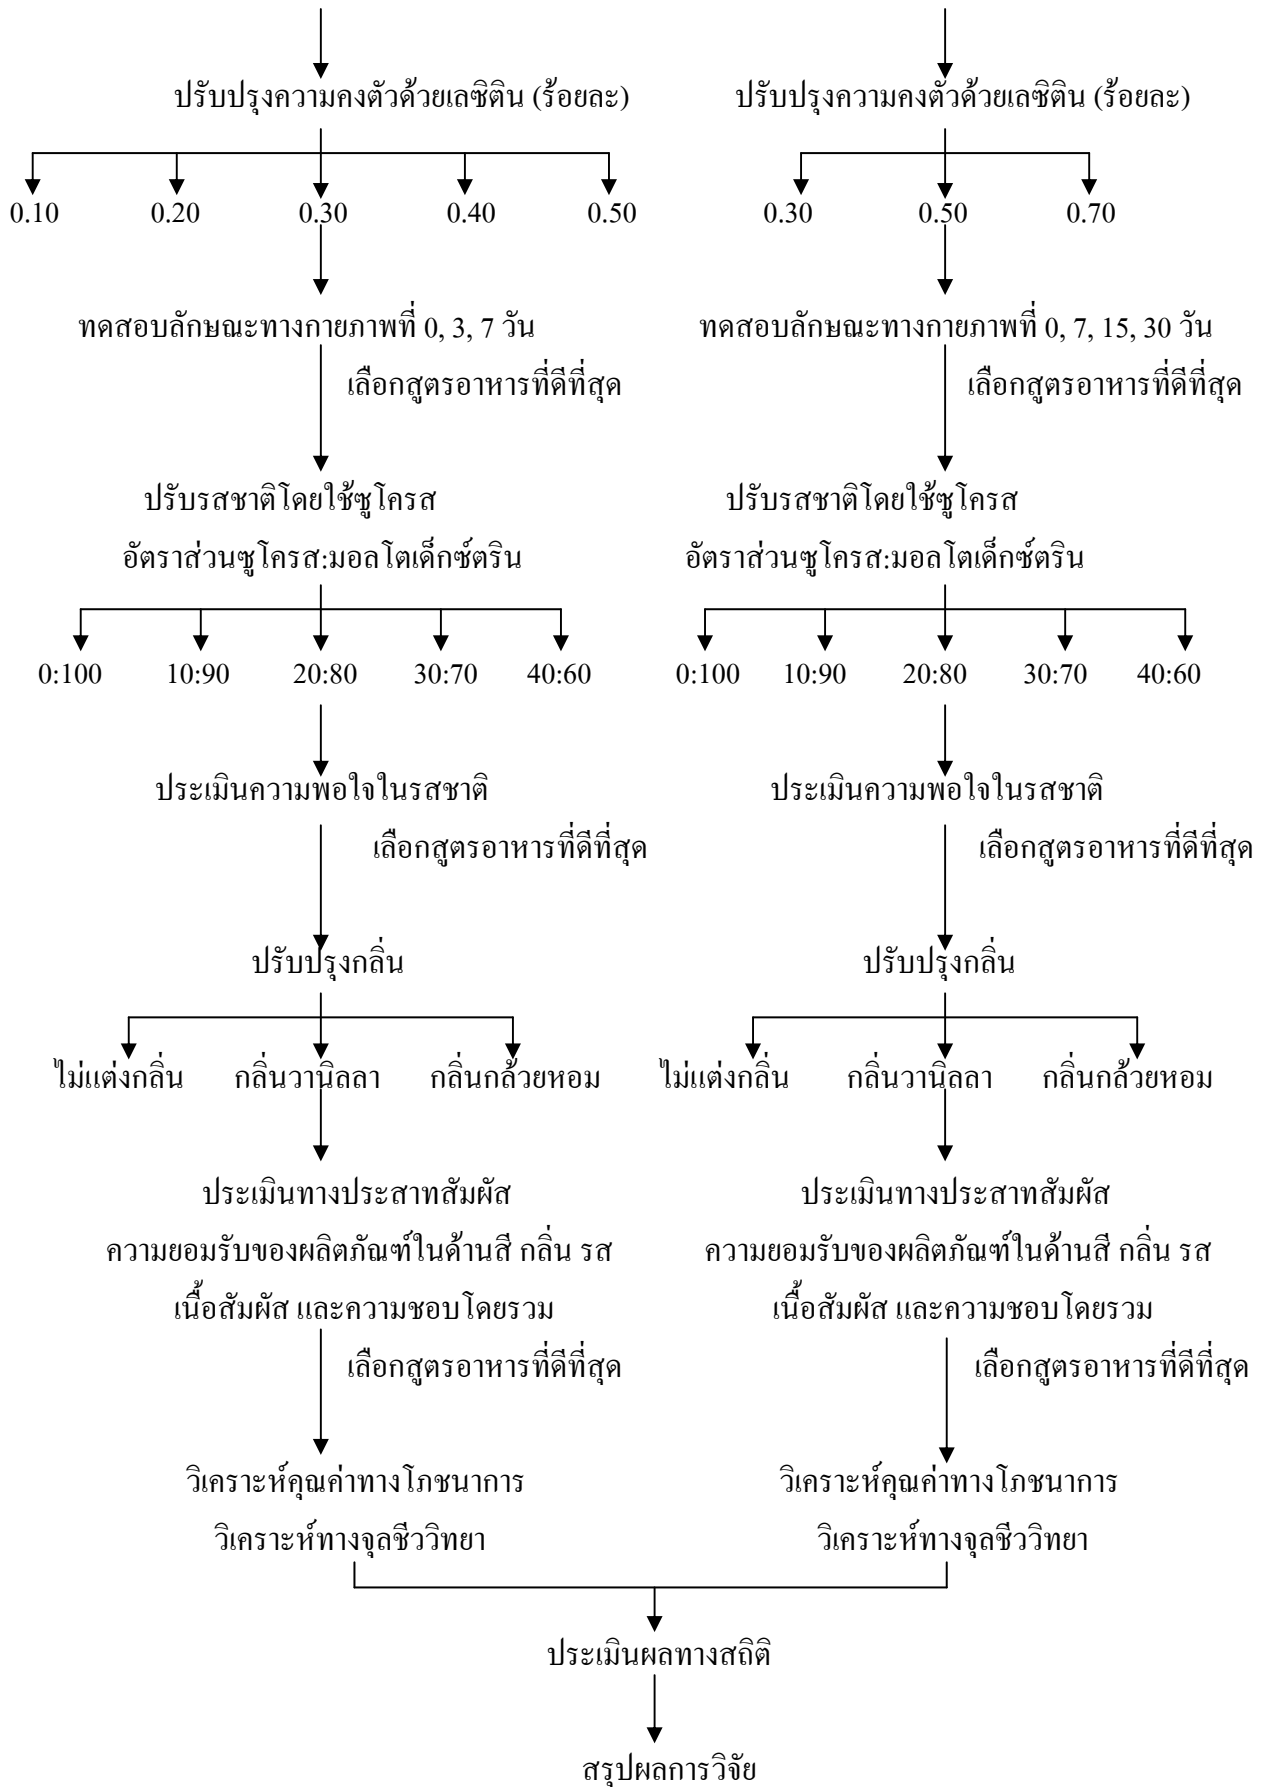 ปรับปรุงความคงตัวด้วยเลซิติน (ร้อยละ)
0.10 0.20 0.30 0.40 0.50
ทดสอบลักษณะทางกายภาพที่ 0, 3, 7 วัน
เลือกสูตรอาหารที่ดีที่สุด
ปรับรสชาติโดยใช้ซูโครส
อัตราส่วนซูโครส:มอลโตเด็กซ์ตริน
0:100 10:90 20:80 30:70 40:60
ประเมินความพอใจในรสชาติ
เลือกสูตรอาหารที่ดีที่สุด
ปรับปรุงกลิ่น
ไม่แต่งกลิ่น กลิ่นวานิลลา กลิ่นกล้วยหอม
ประเมินทางประสาทสัมผัส
ความยอมรับของผลิตภัณฑ์ในด้านสี กลิ่น รส
เนื้อสัมผัส และความชอบโดยรวม
เลือกสูตรอาหารที่ดีที่สุด
วิเคราะห์คุณค่าทางโภชนาการ
วิเคราะห์ทางจุลชีววิทยา
ปรับปรุงความคงตัวด้วยเลซิติน (ร้อยละ)
0.30 0.50 0.70
ทดสอบลักษณะทางกายภาพที่ 0, 7, 15, 30 วัน
เลือกสูตรอาหารที่ดีที่สุด
ปรับรสชาติโดยใช้ซูโครส
อัตราส่วนซูโครส:มอลโตเด็กซ์ตริน
0:100 10:90 20:80 30:70 40:60
ประเมินความพอใจในรสชาติ
เลือกสูตรอาหารที่ดีที่สุด
ปรับปรุงกลิ่น
ไม่แต่งกลิ่น กลิ่นวานิลลา กลิ่นกล้วยหอม
ประเมินทางประสาทสัมผัส
ความยอมรับของผลิตภัณฑ์ในด้านสี กลิ่น รส
เนื้อสัมผัส และความชอบโดยรวม
เลือกสูตรอาหารที่ดีที่สุด
วิเคราะห์คุณค่าทางโภชนาการ
วิเคราะห์ทางจุลชีววิทยา
ประเมินผลทางสถิติ
สรุปผลการวิจัย